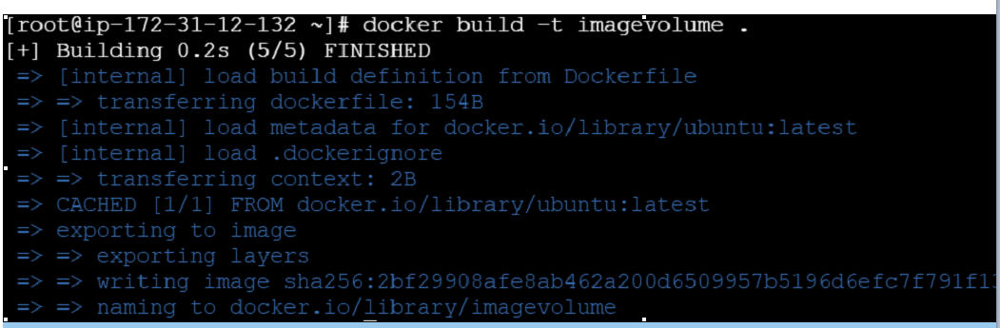 [root@ip-172-31-12-132 ~]# docker build -t imagevolume .
[+] Building 0.2s (5/5) FINISHED
=> [internal] load build definition from Dockerfile
=> => transferring dockerfile: 154B
=> [internal] load metadata for docker.io/library/ubuntu:latest
=> [internal] load .dockerignore
=> => transferring context: 2B
=> CACHED [1/1] FROM docker.io/library/ubuntu:latest
=> exporting to image
=> => exporting layers
=> => writing image sha256:2bf29908afe8ab462a200d6509957b5196d6efc7f791f13
=> => naming to docker.io/library/imagevolume